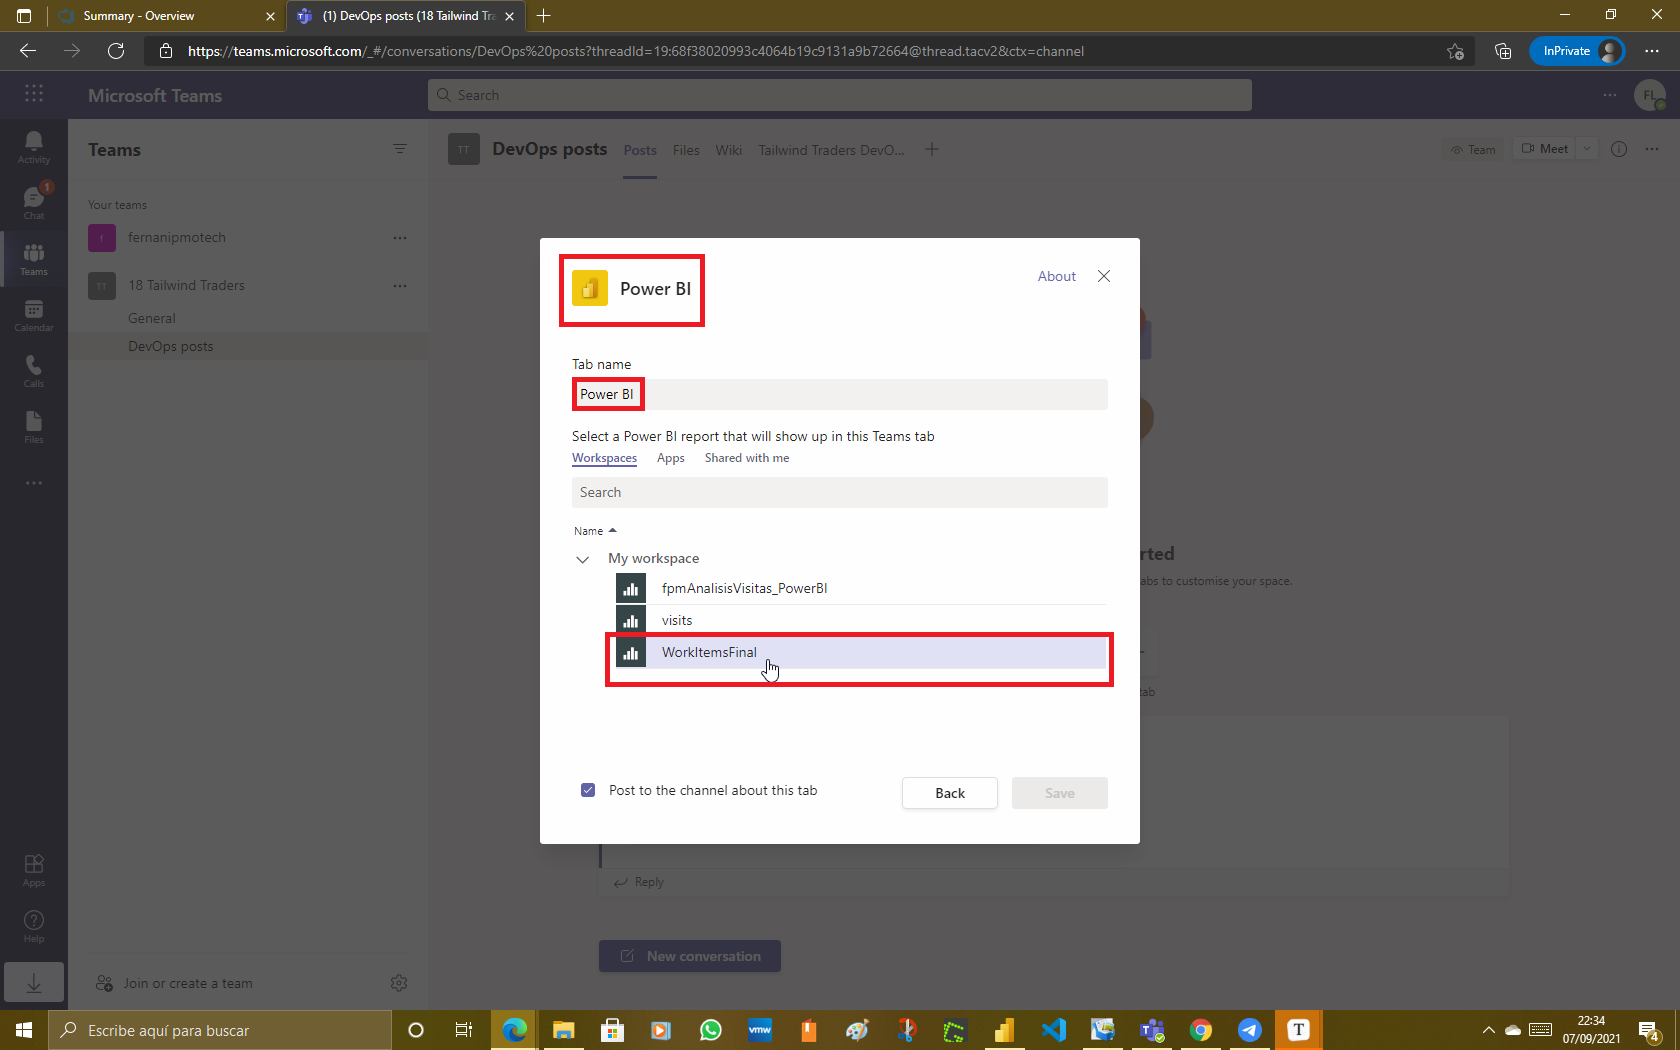 Summary - Overview
(1) DevOps posts (18 Tailwind Tra
https://teams.microsoft.com/_#/conversations/DevOps%20posts?threadId=19:68f38020993c4064b19c9131a9b72664@thread.tacv2&ctx=channel
InPrivate
Microsoft Teams
Search
FL
Activity
Chat
1
Teams
Calendar
Calls
Files
Apps
Help
Teams
Your teams
f
fernanipmotech
TT
18 Tailwind Traders
General
DevOps posts
Join or create a team
TT
DevOps posts
Posts
Files
Wiki
Tailwind Traders DevO...
Team
Meet
Power BI
About
Tab name
Power BI
Select a Power BI report that will show up in this Teams tab
Workspaces
Apps
Shared with me
Search
Name
My workspace
fpmAnalisisVisitas_PowerBI
visits
WorkItemsFinal
Post to the channel about this tab
Back
Save
rted
abs to customise your space.
tab
Reply
New conversation
Escribe aquí para buscar
vmw
T
22:34
07/09/2021
4